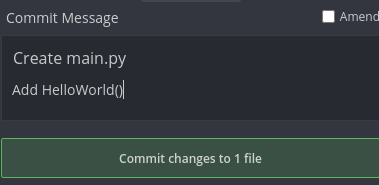 Commit Message
Amend
Create main.py
Add HelloWorld()
Commit changes to 1 file